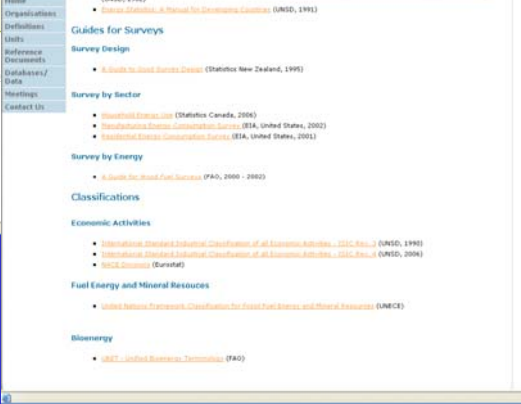 Home
Organisations
Definitions
Units
Reference
Documents
Databases/
Data
Meetings
Contact Us
Energy Statistics: A Manual for Developing Countries (UNSD, 1991)
Guides for Surveys
Survey Design
A Guide to Good Survey Design (Statistics New Zealand, 1995)
Survey by Sector
Household Energy Use (Statistics Canada, 2006)
Manufacturing Energy Consumption Survey (EIA, United States, 2002)
Residential Energy Consumption Survey (EIA, United States, 2001)
Survey by Energy
A Guide for Wood Fuel Surveys (FAO, 2000 - 2002)
Classifications
Economic Activities
International Standard Industrial Classification of all Economic Activities - ISIC Rev. 3 (UNSD, 1990)
International Standard Industrial Classification of all Economic Activities - ISIC Rev. 4 (UNSD, 2006)
NACE Divisions (Eurostat)
Fuel Energy and Mineral Resouces
United Nations Framework Classification for Fossil Fuel Energy and Mineral Resources (UNECE)
Bioenergy
UBET - Unified Bioenergy Terminology (FAO)